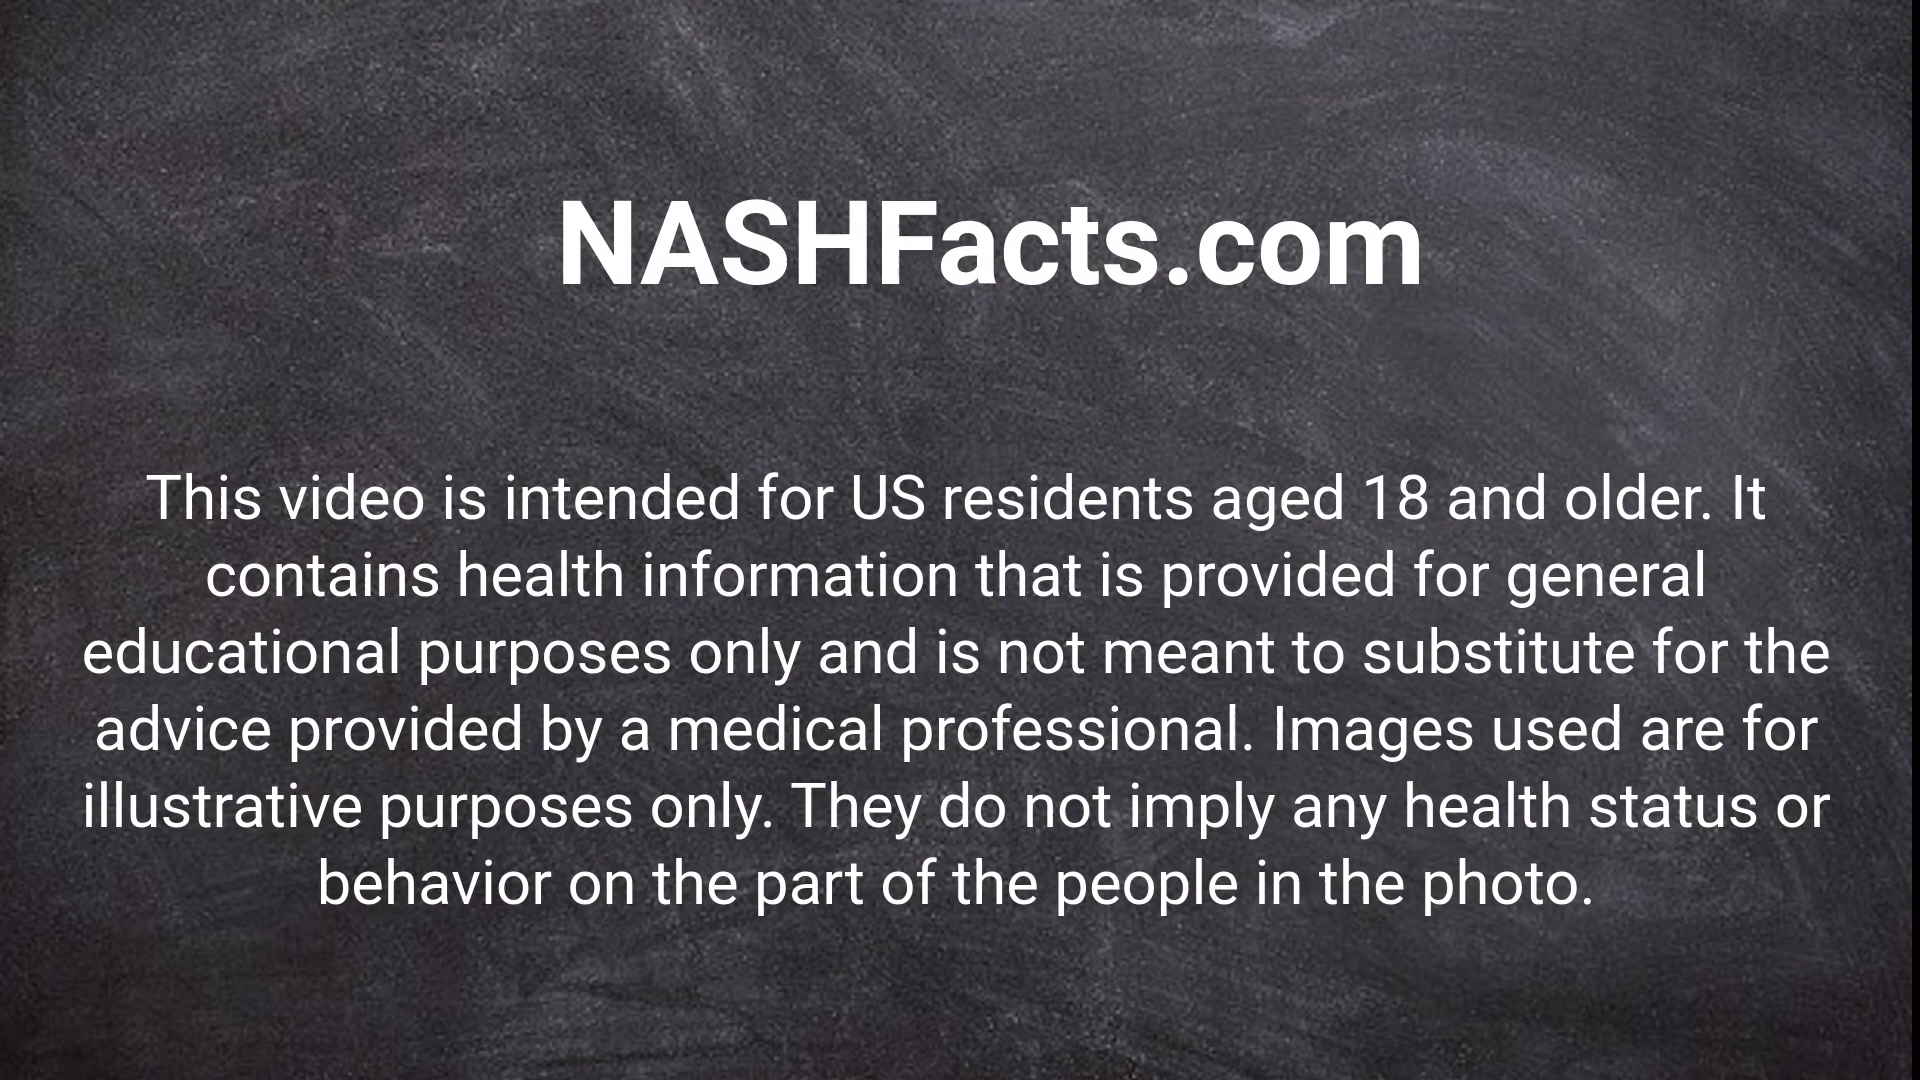 NASHFacts.com
This video is intended for US residents aged 18 and older. It
contains health information that is provided for general
educational purposes only and is not meant to substitute for the
advice provided by a medical professional. Images used are for
illustrative purposes only. They do not imply any health status or
behavior on the part of the people in the photo.